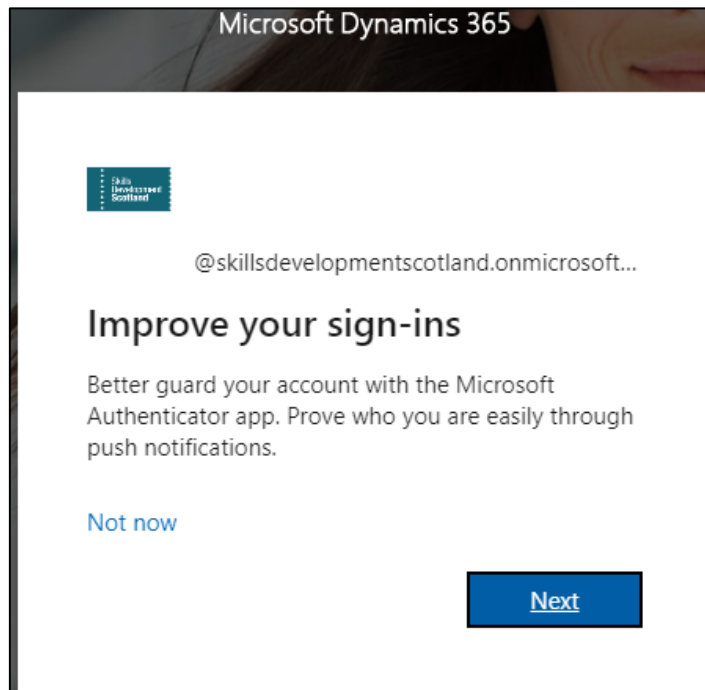 Microsoft Dynamics 365
Skills
Development
Scotland
@skillsdevelopmentscotland.onmicrosoft...
Improve your sign-ins
Better guard your account with the Microsoft
Authenticator app. Prove who you are easily through
push notifications.
Not now
Next